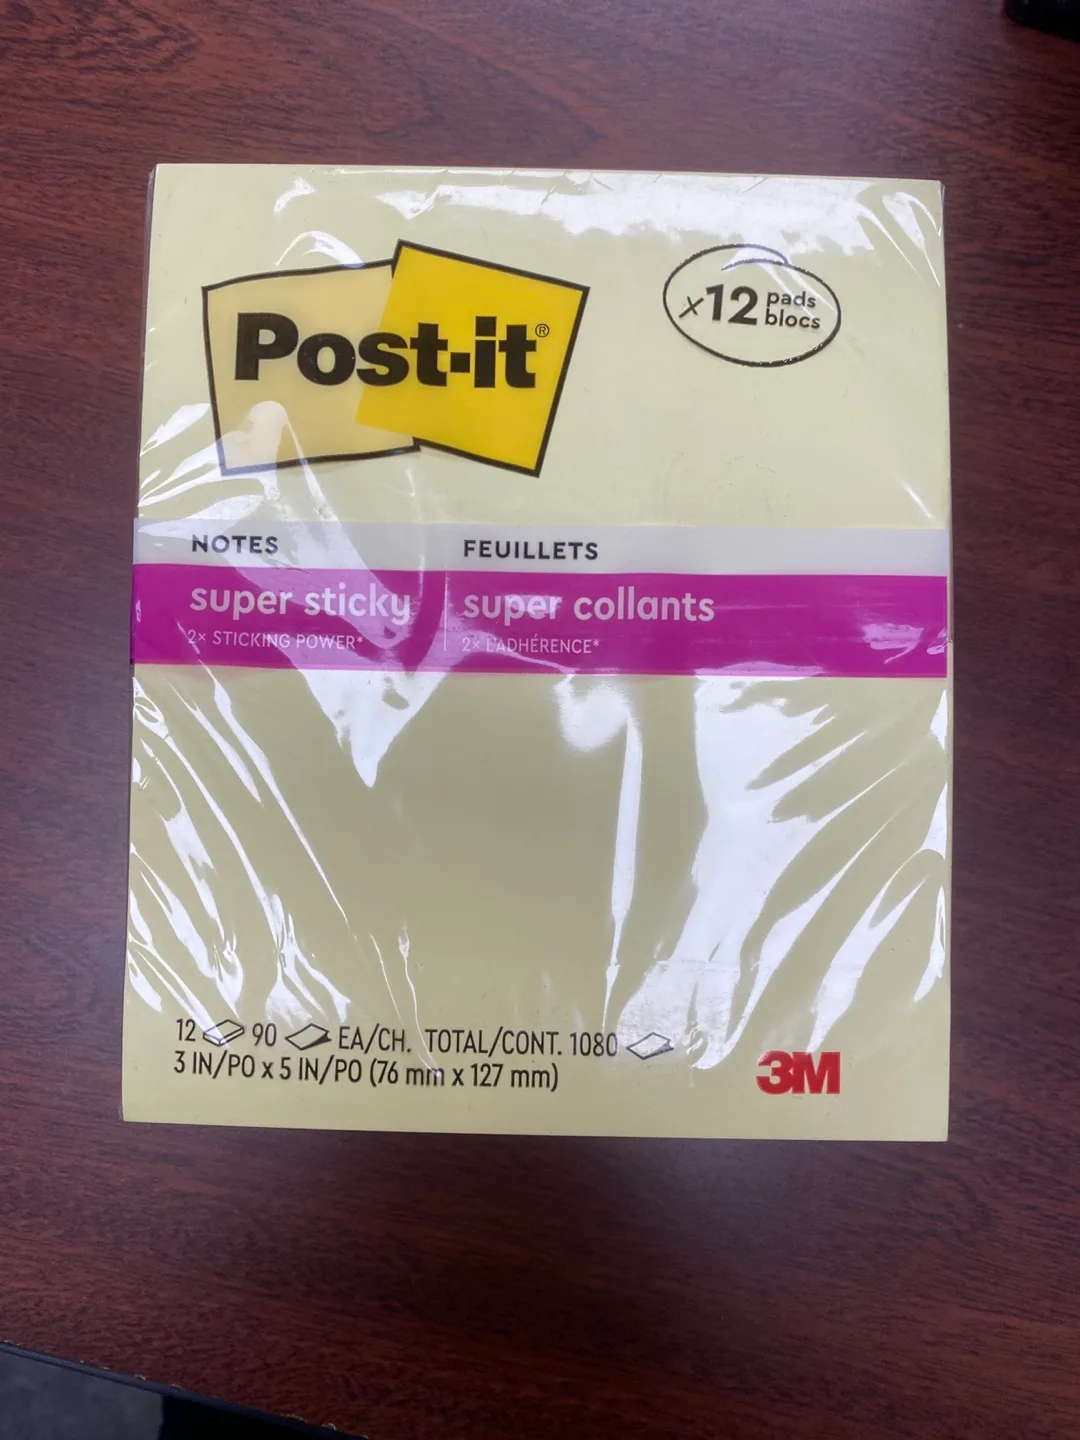 Post-it®
×12 pads
blocs
NOTES
FEUILLETS
super sticky
super collants
2× STICKING POWER*
2× L'ADHÉRENCE*
12 90 EA/CH. TOTAL/CONT. 1080
3 IN/PO x 5 IN/PO (76 mm x 127 mm)
3M